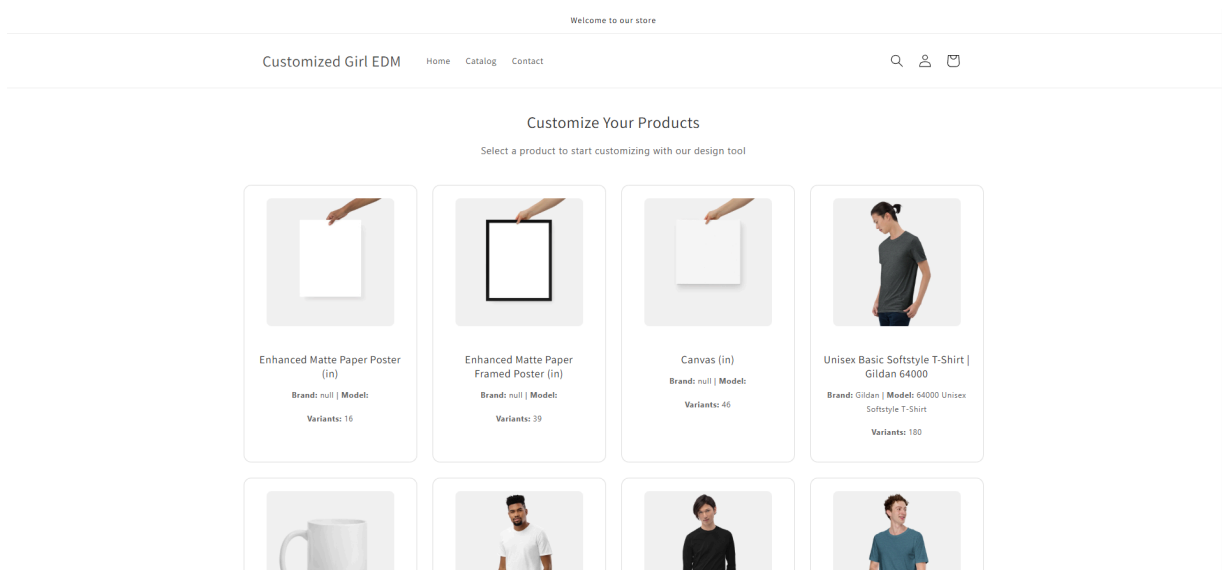 Welcome to our store
Customized Girl EDM
Home
Catalog
Contact
Customize Your Products
Select a product to start customizing with our design tool
Enhanced Matte Paper Poster
(in)
Brand: null | Model:
Variants: 16
Enhanced Matte Paper
Framed Poster (in)
Brand: null | Model:
Variants: 39
Canvas (in)
Brand: null | Model:
Variants: 46
Unisex Basic Softstyle T-Shirt |
Gildan 64000
Brand: Gildan | Model: 64000 Unisex
Softstyle T-Shirt
Variants: 180